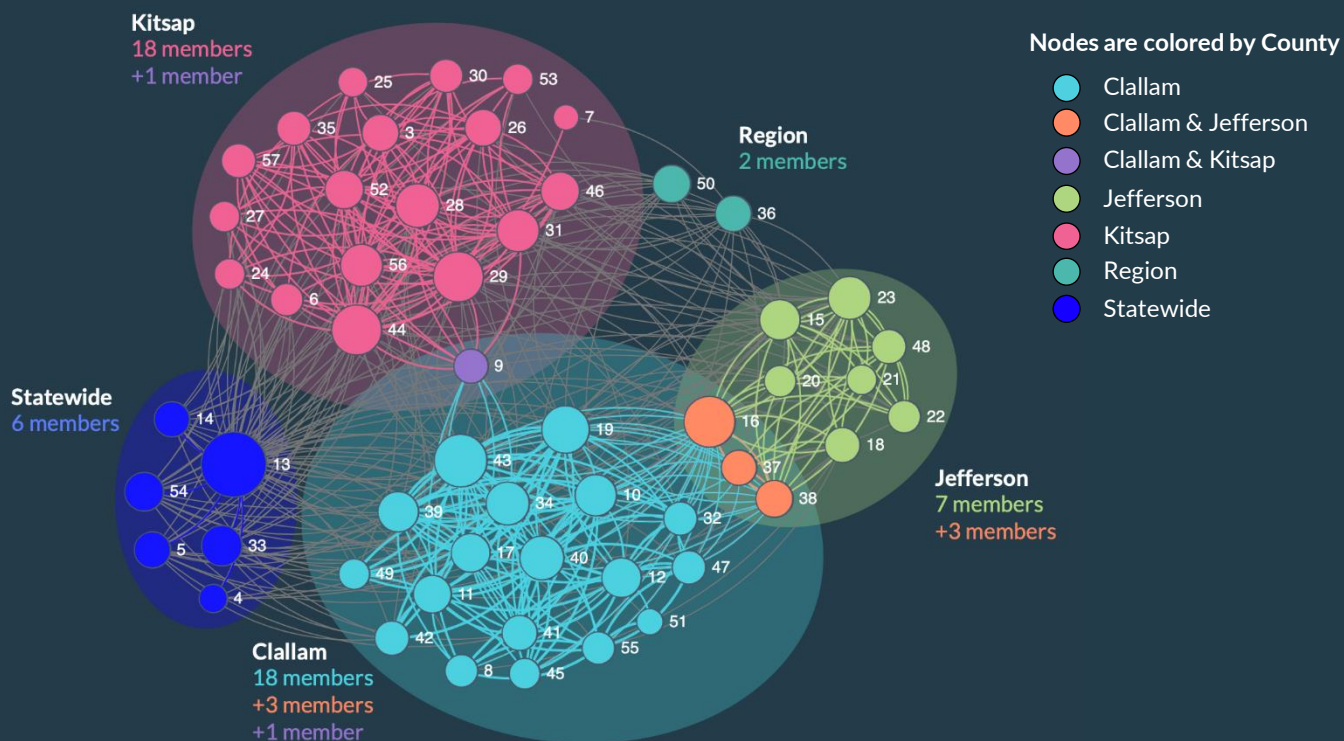 Kitsap
18 members
+1 member
Nodes are colored by County
Clallam
Clallam & Jefferson
Clallam & Kitsap
Jefferson
Kitsap
Region
Statewide
Region
2 members
25
30
53
7
35
3
26
57
52
28
46
27
31
56
29
24
6
44
9
50
36
23
15
48
20
21
22
16
18
37
38
Jefferson
7 members
+3 members
Statewide
6 members
14
13
54
5
33
4
19
43
34
10
39
32
17
40
49
12
47
11
51
42
41
55
8
45
Clallam
18 members
+3 members
+1 member